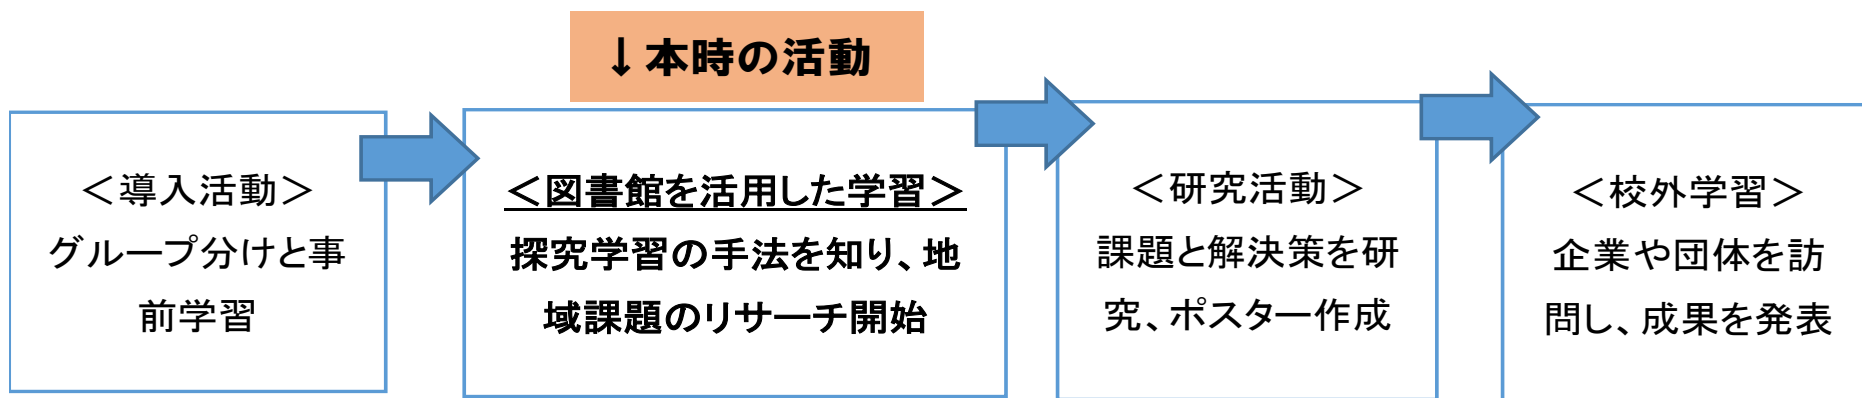 ↓本時の活動
＜導入活動＞
グループ分けと事
前学習
＜図書館を活用した学習＞
探究学習の手法を知り、地
域課題のリサーチ開始
＜研究活動＞
課題と解決策を研
究、ポスター作成
＜校外学習＞
企業や団体を訪
問し、成果を発表